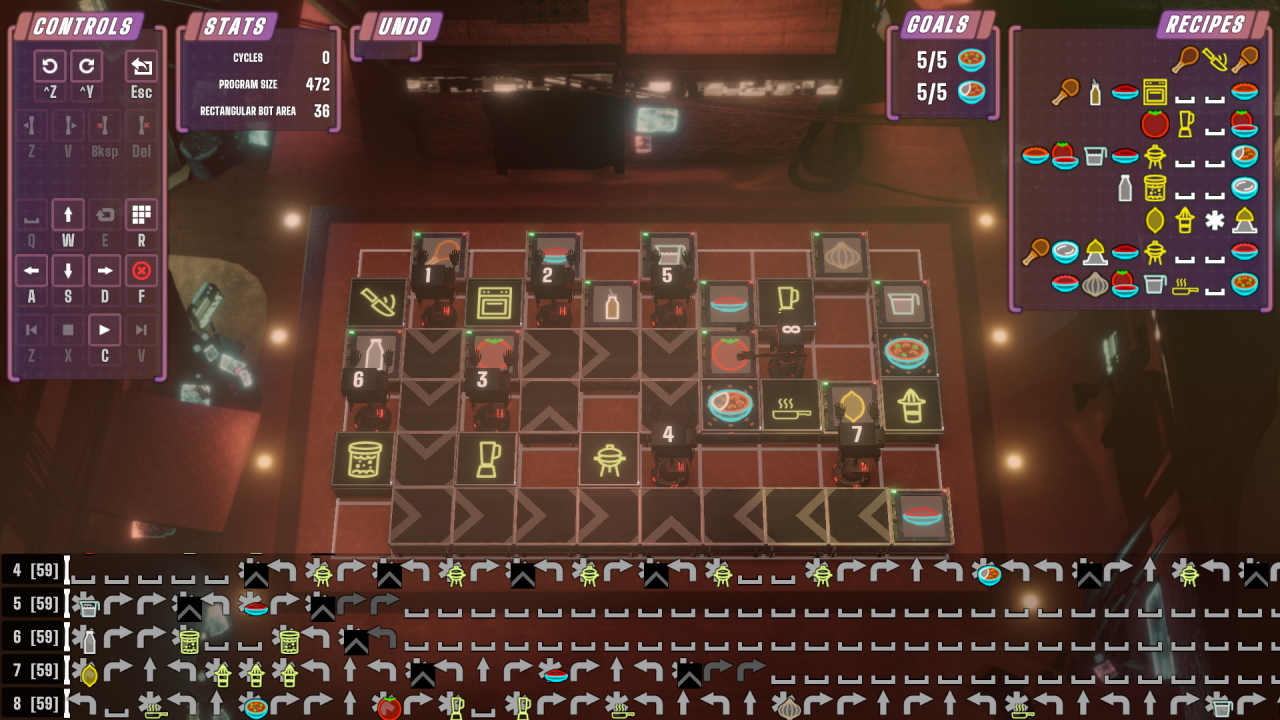 CONTROLS
STATS
UNDO
GOALS
RECIPES
^Z ^Y Esc
Z V Bksp Del
Q W E R
A S D F
Z X C V
CYCLES 0
PROGRAM SIZE 472
RECTANGULAR BOT AREA 36
5/5
5/5
1 2 5
∞
6 3
4 7
4 [59]
5 [59]
6 [59]
7 [59]
8 [59]